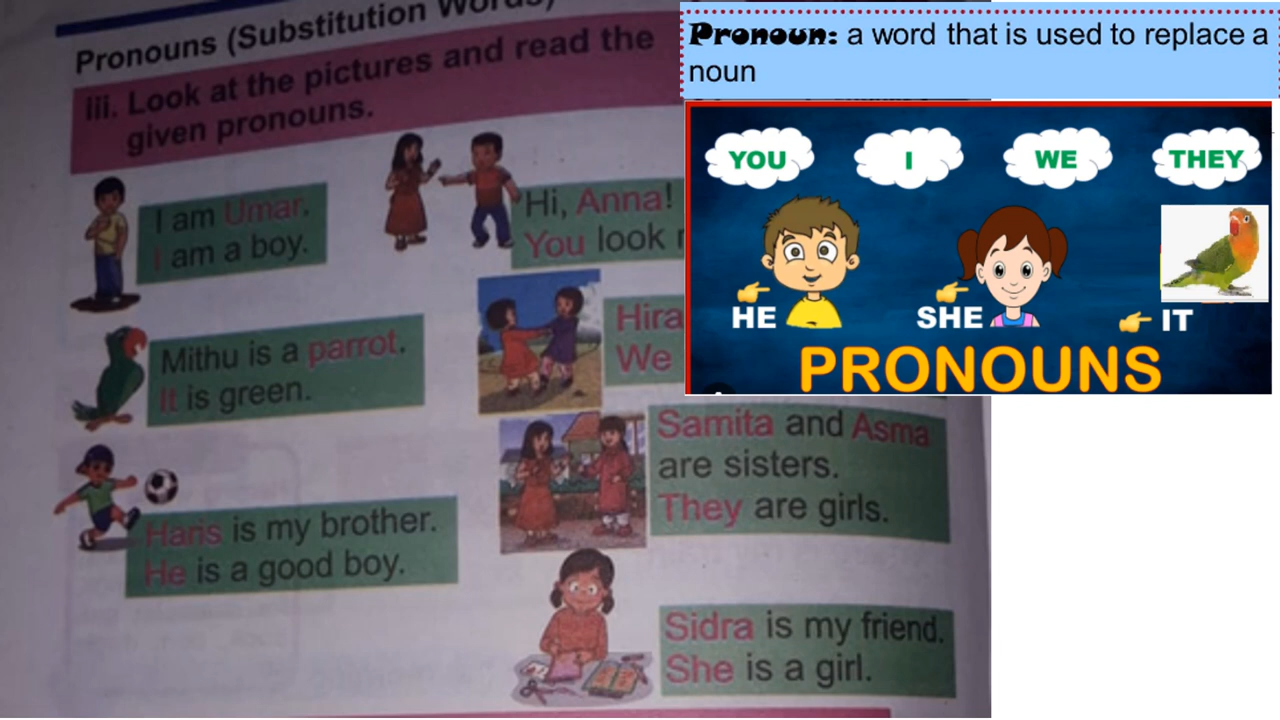 Pronouns (Substitution Words)
Iii. Look at the pictures and read the
given pronouns.
I am Umar.
I am a boy.
Hi, Anna!
You look
Mithu is a parrot.
It is green.
Hira
We
Haris is my brother.
He is a good boy.
Samita and Asma
are sisters.
They are girls.
Sidra is my friend.
She is a girl.
Pronoun: a word that is used to replace a
noun
YOU
I
WE
THEY
HE
SHE
IT
PRONOUNS